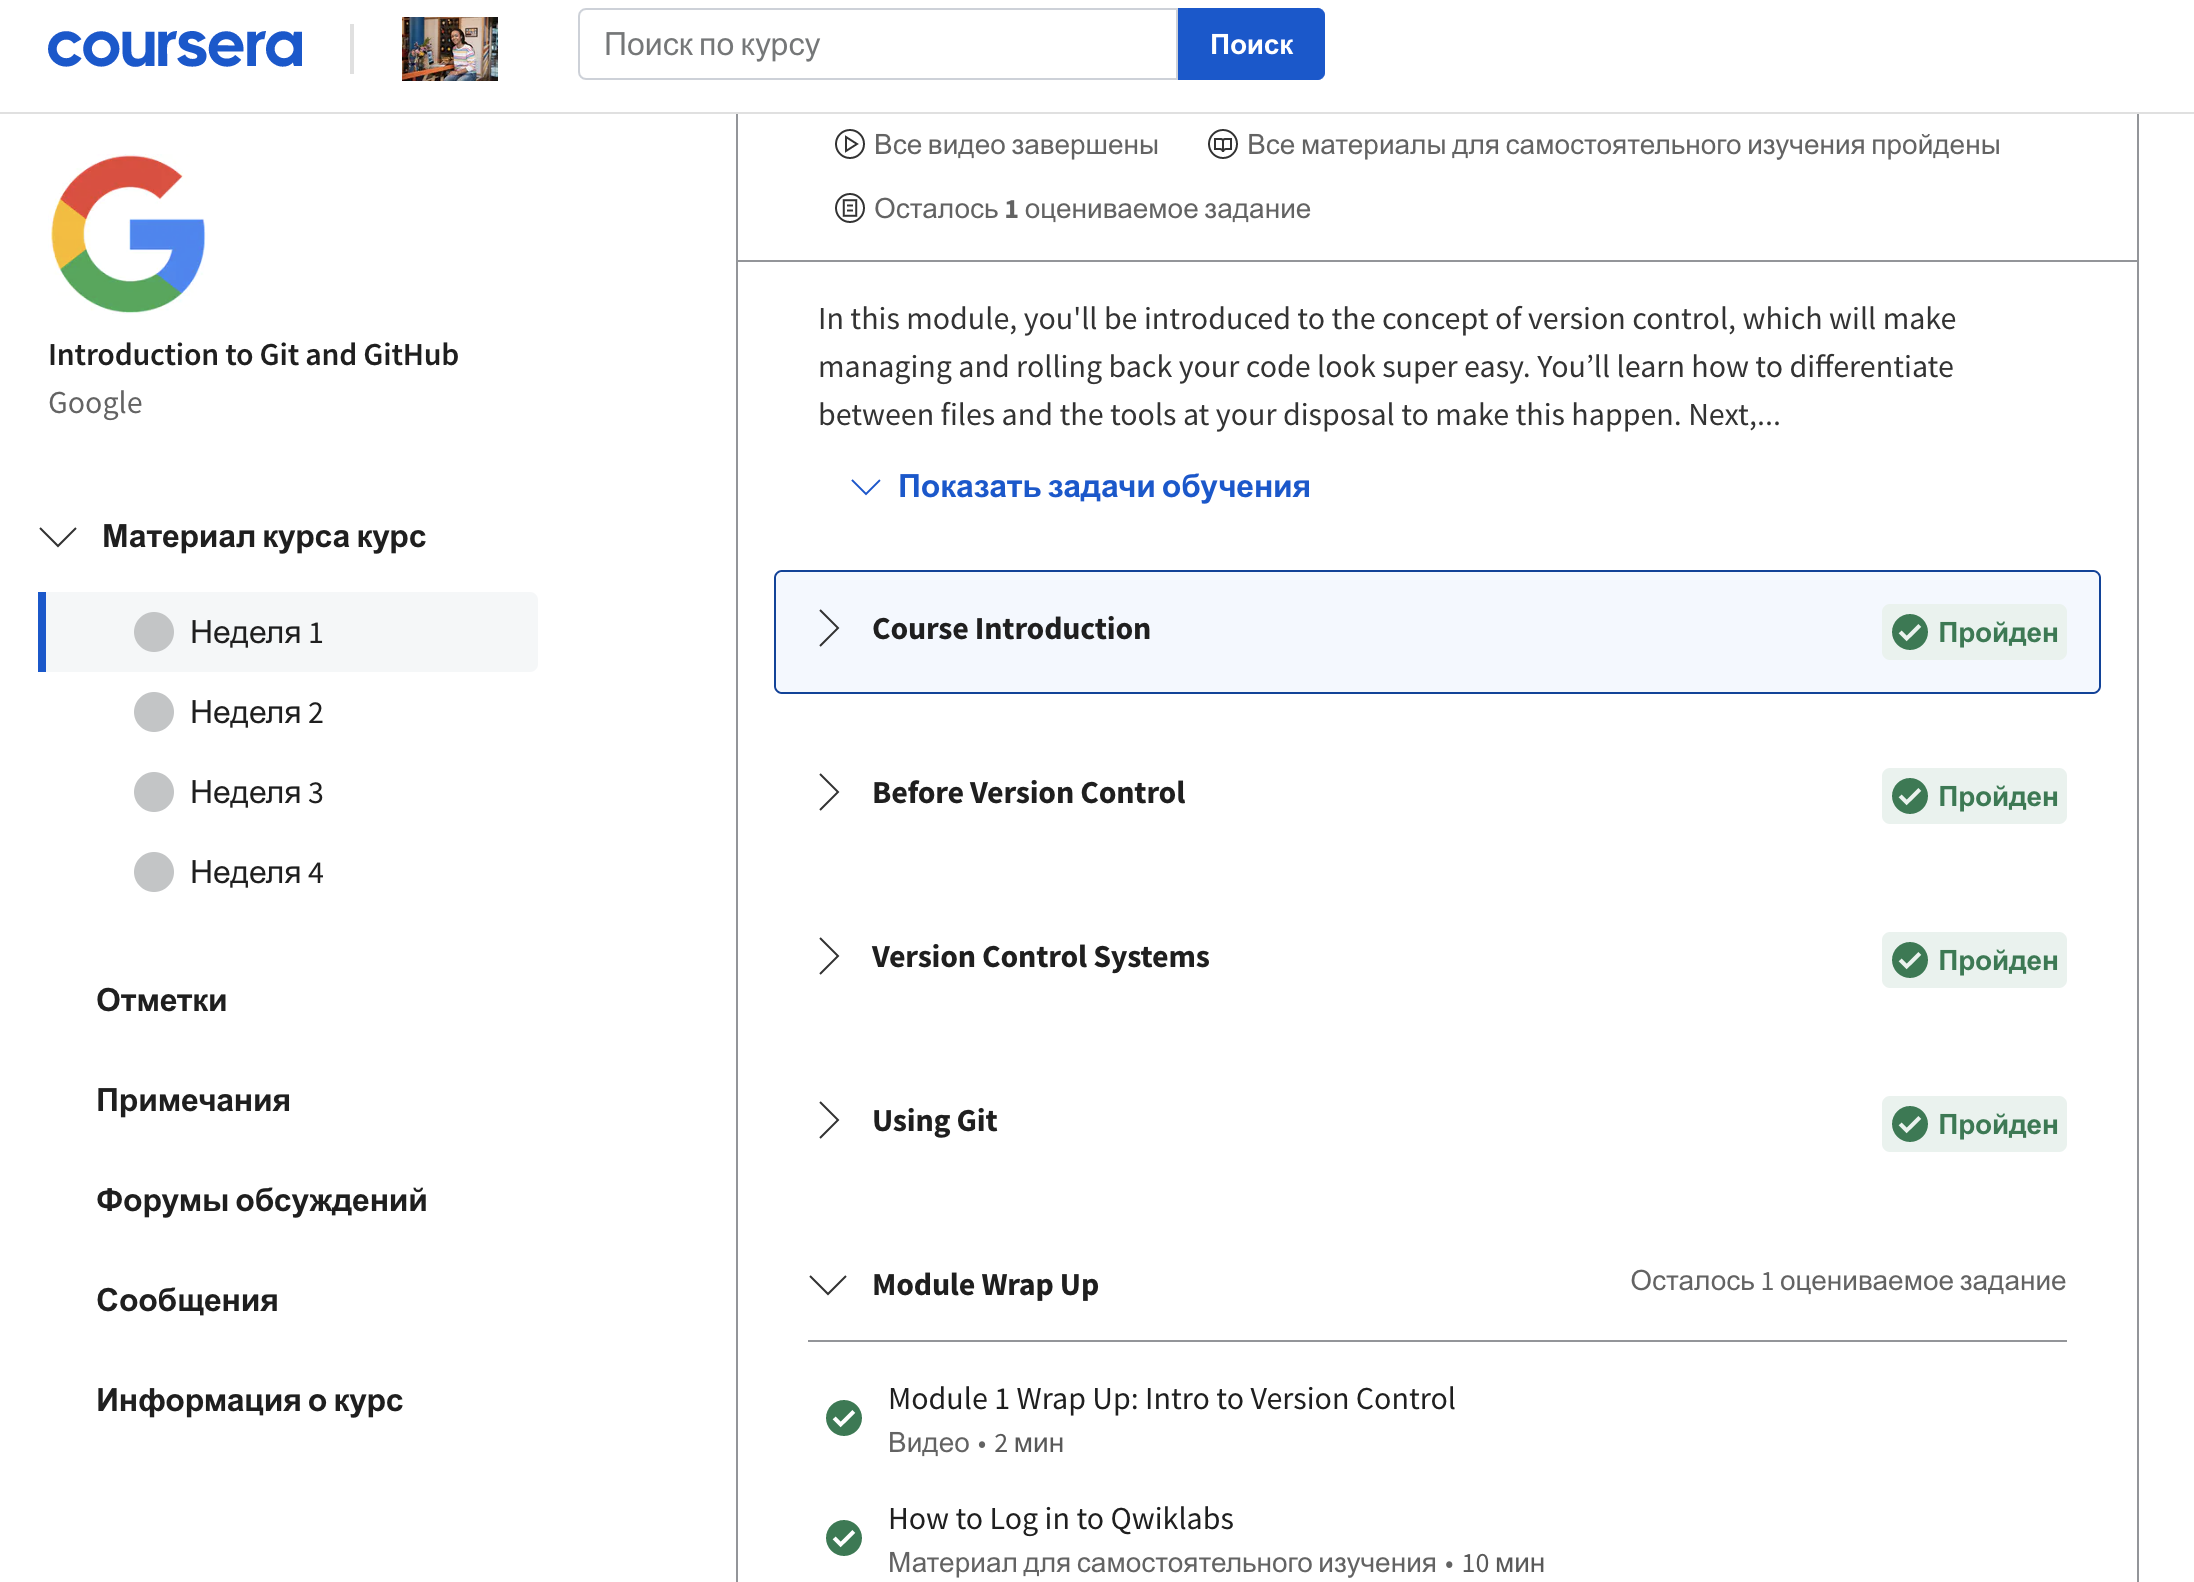 coursera
Поиск по курсу
Поиск
Introduction to Git and GitHub
Google
Материал курса курс
Неделя 1
Неделя 2
Неделя 3
Неделя 4
Отметки
Примечания
Форумы обсуждений
Сообщения
Информация о курс
Все видео завершены
Все материалы для самостоятельного изучения пройдены
Осталось 1 оцениваемое задание
In this module, you'll be introduced to the concept of version control, which will make
managing and rolling back your code look super easy. You’ll learn how to differentiate
between files and the tools at your disposal to make this happen. Next,...
Показать задачи обучения
Course Introduction
Пройден
Before Version Control
Пройден
Version Control Systems
Пройден
Using Git
Пройден
Module Wrap Up
Осталось 1 оцениваемое задание
Module 1 Wrap Up: Intro to Version Control
Видео • 2 мин
How to Log in to Qwiklabs
Материал для самостоятельного изучения • 10 мин